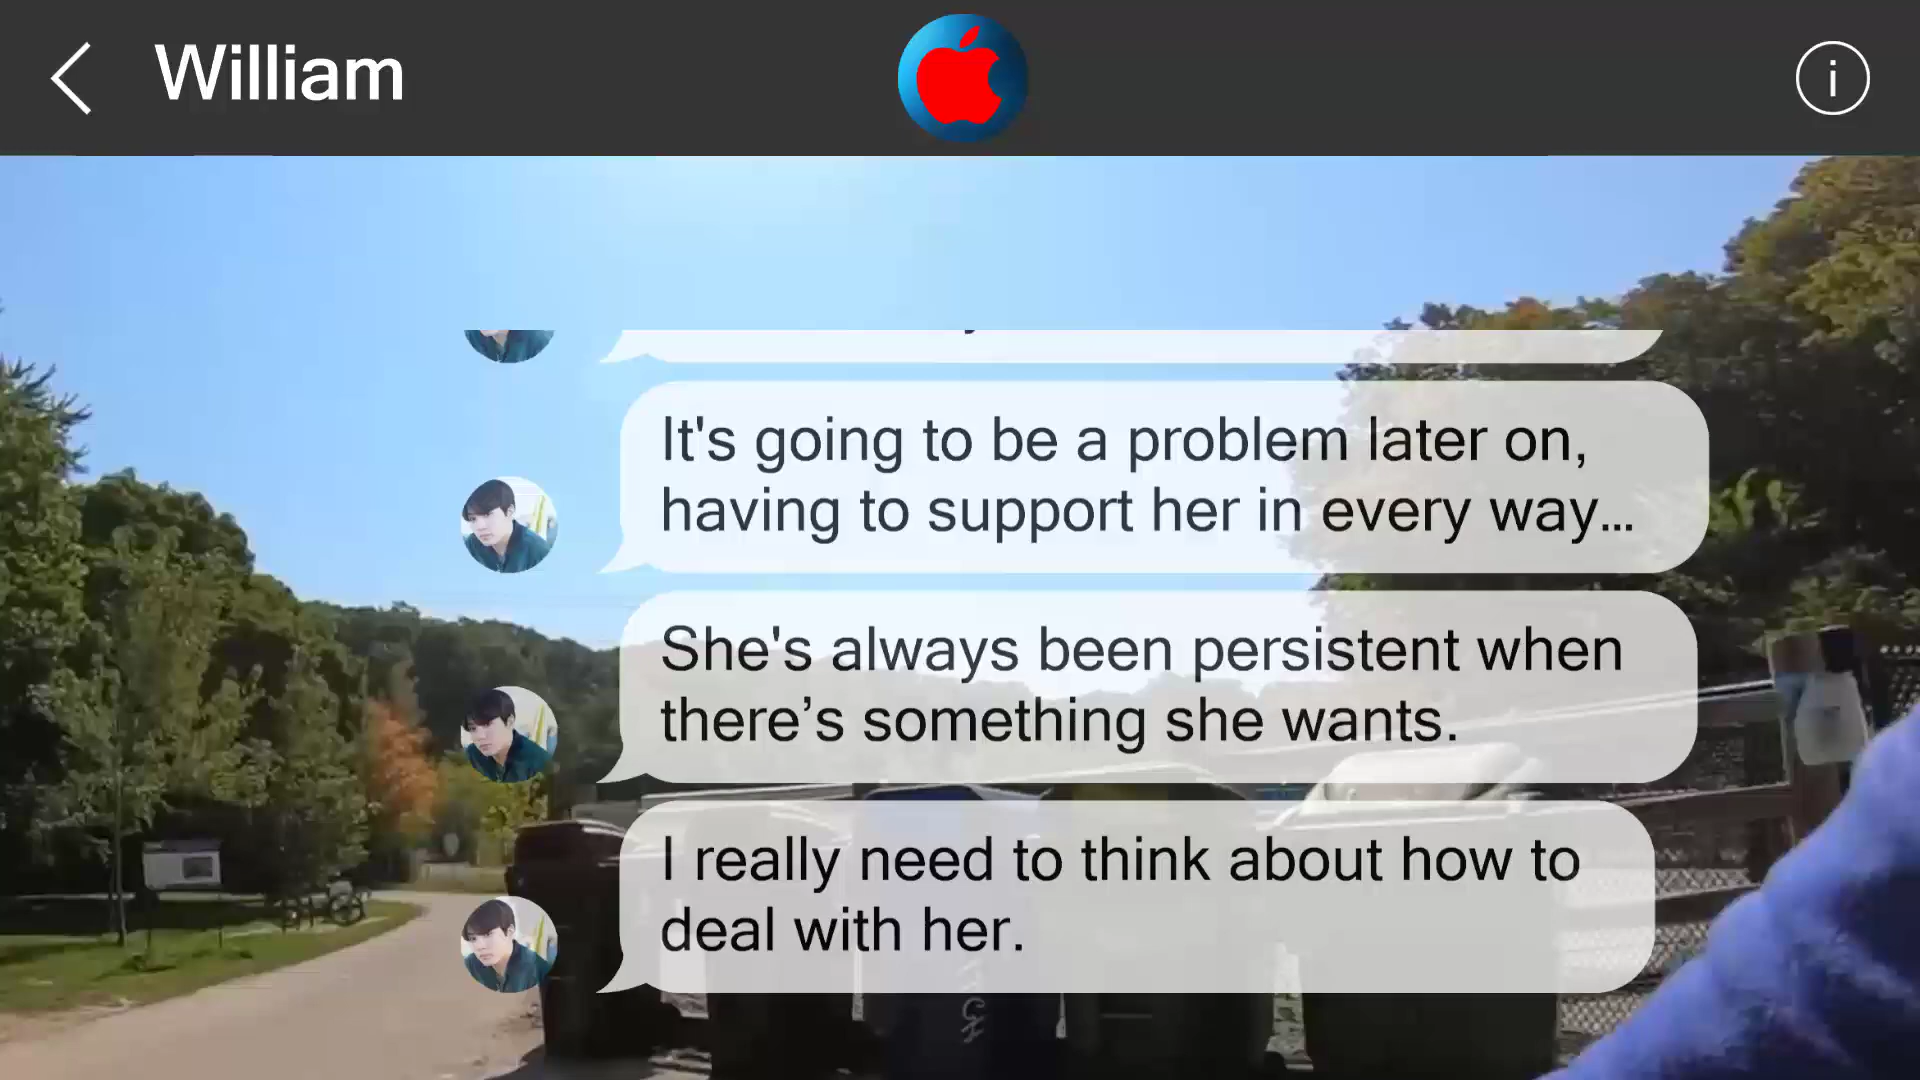 William
It's going to be a problem later on,
having to support her in every way…
She's always been persistent when
there’s something she wants.
I really need to think about how to
deal with her.